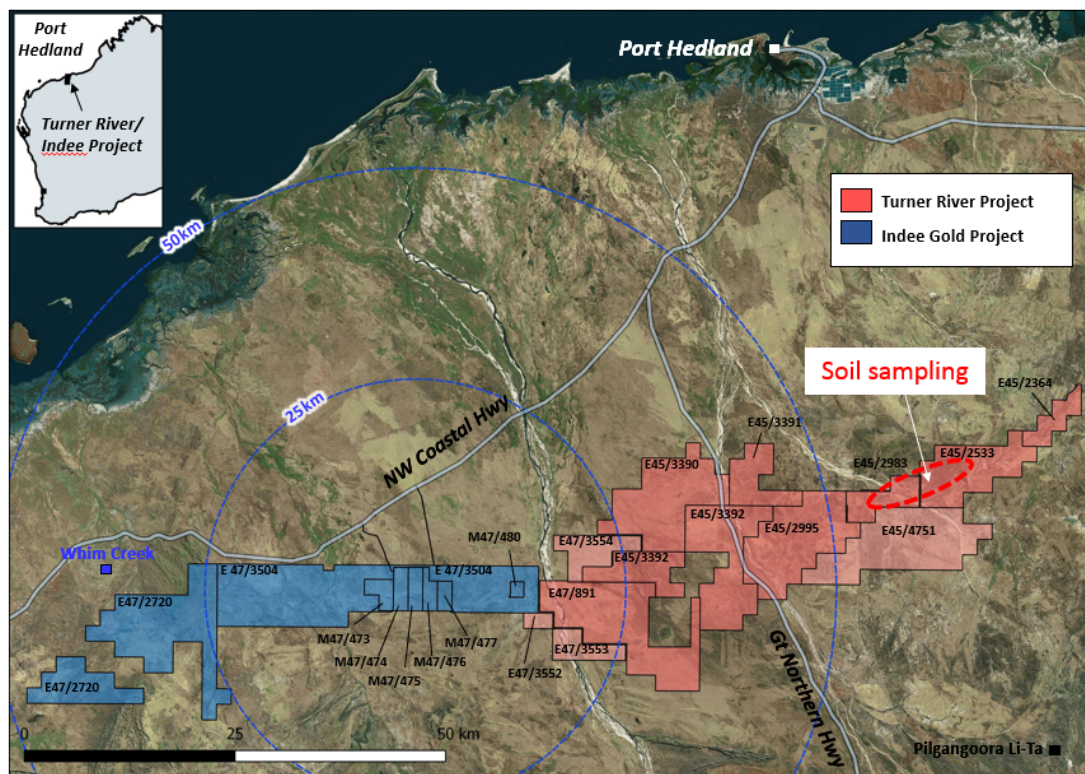 Port
Hedland
Turner River/
Indee Project
Port Hedland
Turner River Project
Indee Gold Project
50km
25km
NW Coastal Hwy
Soil sampling
E45/2364
E45/3391
E45/2983
E45/2533
E45/3390
E45/3392
E45/2995
E45/4751
M47/480
E47/3554
E45/3392
Whim Creek
E 47/3504
E 47/3504
E47/891
E47/2720
M47/473
M47/477
M47/474
M47/476
M47/475
E47/3552
E47/3553
E47/2720
Gt Northern Hwy
0
25
50 km
Pilgangoora Li-Ta